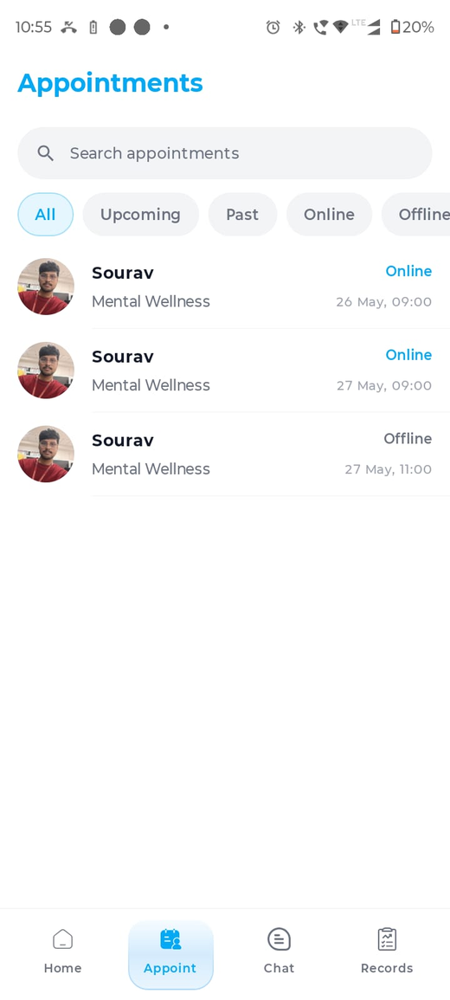 10:55 LTE 20%
Appointments
Search appointments
All Upcoming Past Online Offline
Sourav Online
Mental Wellness 26 May, 09:00
Sourav Online
Mental Wellness 27 May, 09:00
Sourav Offline
Mental Wellness 27 May, 11:00
Home Appoint Chat Records